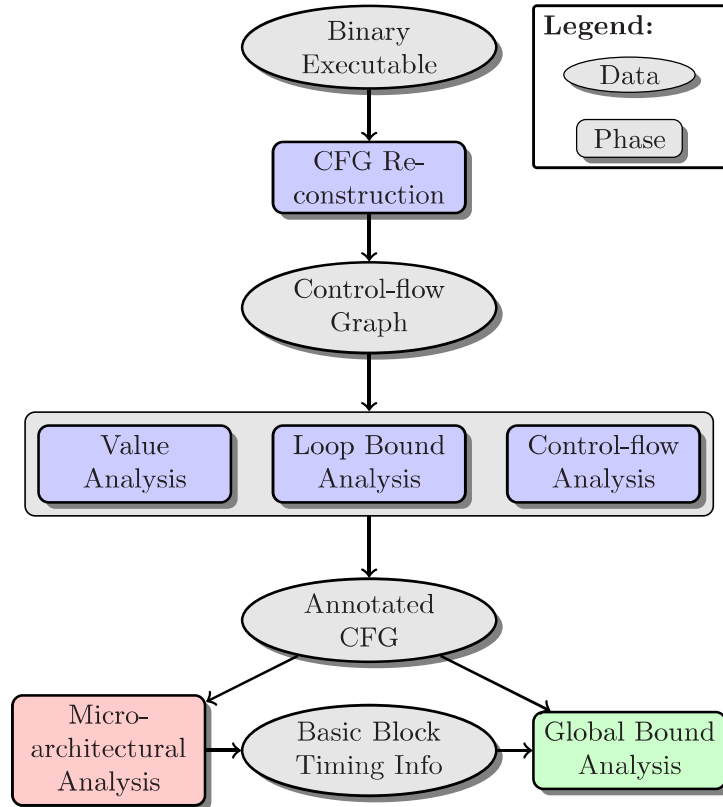 Binary
Executable
Legend:
Data
Phase
CFG Re-
construction
Control-flow
Graph
Value
Analysis
Loop Bound
Analysis
Control-flow
Analysis
Annotated
CFG
Micro-
architectural
Analysis
Basic Block
Timing Info
Global Bound
Analysis